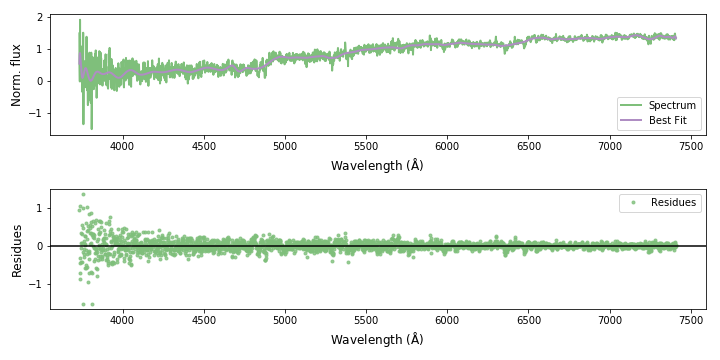 2
1
0
−1
Norm. flux
Spectrum
Best Fit
4000 4500 5000 5500 6000 6500 7000 7500
Wavelength (Å)
1
0
−1
Residues
Residues
4000 4500 5000 5500 6000 6500 7000 7500
Wavelength (Å)